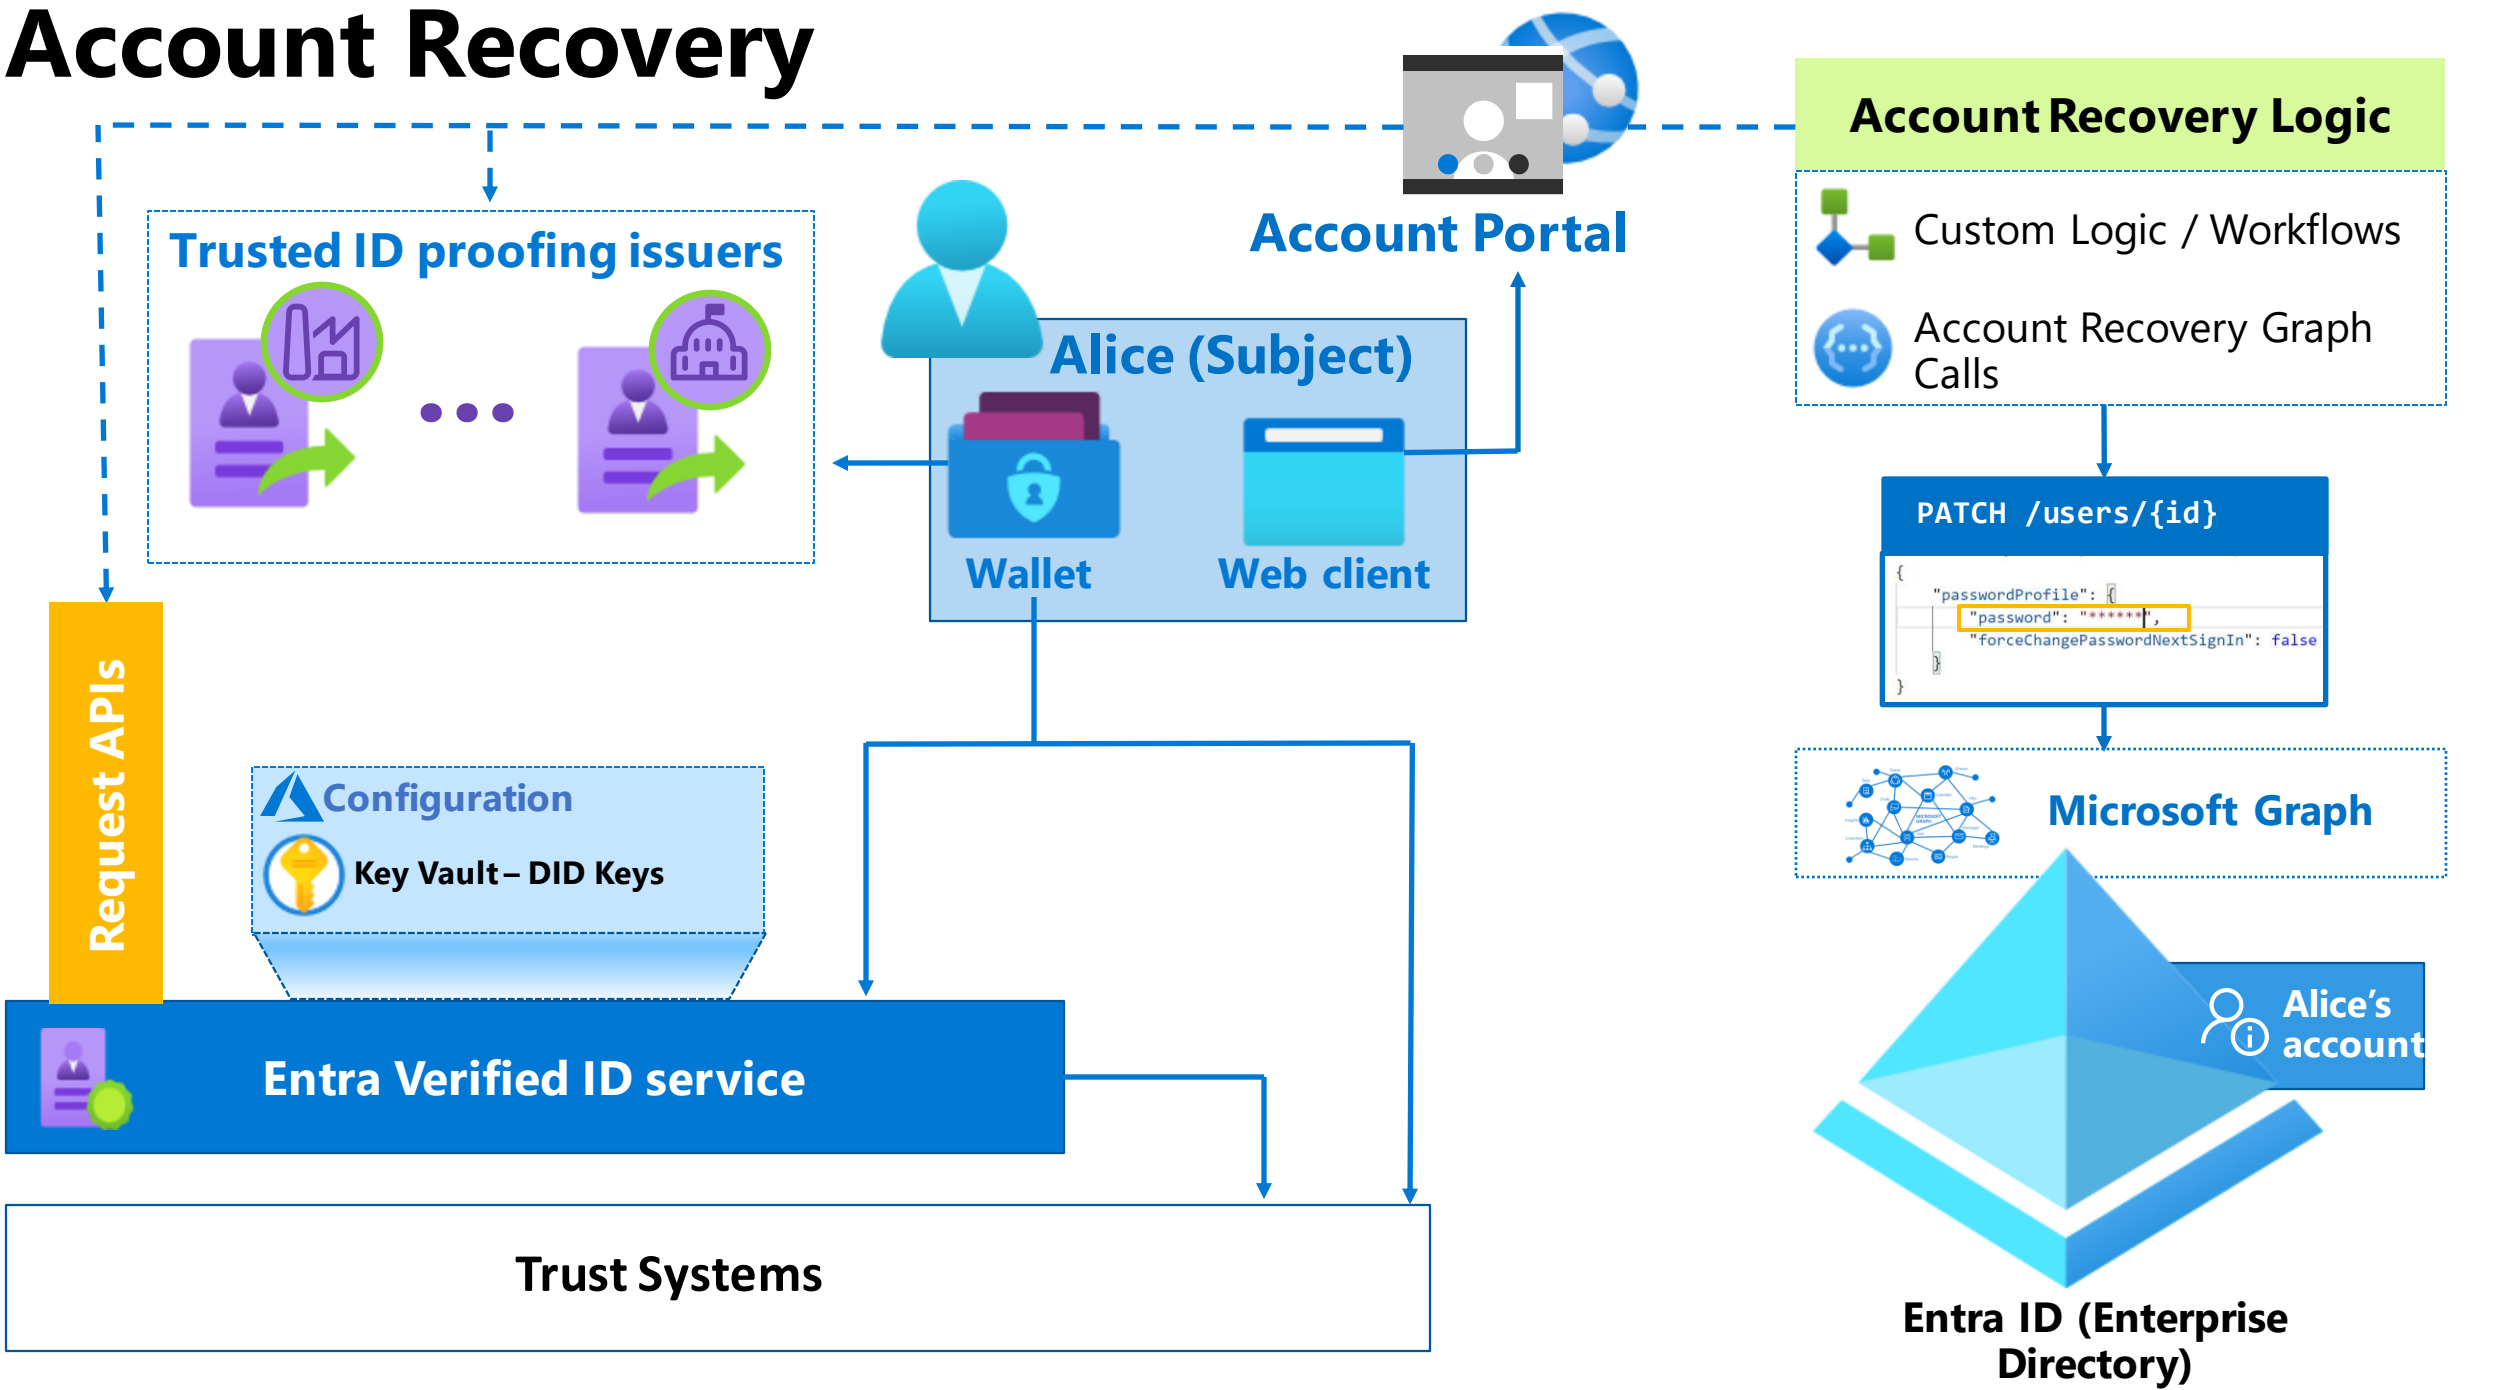 Account Recovery
Account Recovery Logic
Custom Logic / Workflows
Account Recovery Graph
Calls
Account Portal
Trusted ID proofing issuers
Alice (Subject)
Wallet
Web client
PATCH /users/{id}
{
"passwordProfile": {
"password": "******",
"forceChangePasswordNextSignIn": false
}
}
Request APIs
Configuration
Key Vault – DID Keys
Microsoft Graph
MICROSOFT
GRAPH
Alice's
account
Entra Verified ID service
Trust Systems
Entra ID (Enterprise
Directory)